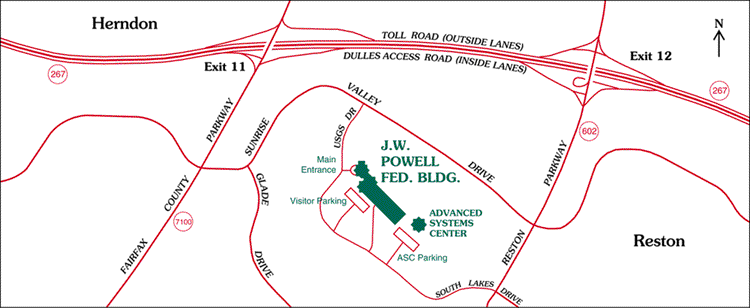 Herndon
TOLL ROAD (OUTSIDE LANES)
N
Exit 11
DULLES ACCESS ROAD (INSIDE LANES)
Exit 12
267
267
FAIRFAX COUNTY PARKWAY
SUNRISE VALLEY DRIVE
USGS DR
602
J.W.
POWELL
FED. BLDG.
Main
Entrance
GLADE DRIVE
Visitor Parking
7100
ADVANCED
SYSTEMS
CENTER
RESTON PARKWAY
Reston
ASC Parking
SOUTH LAKES DRIVE